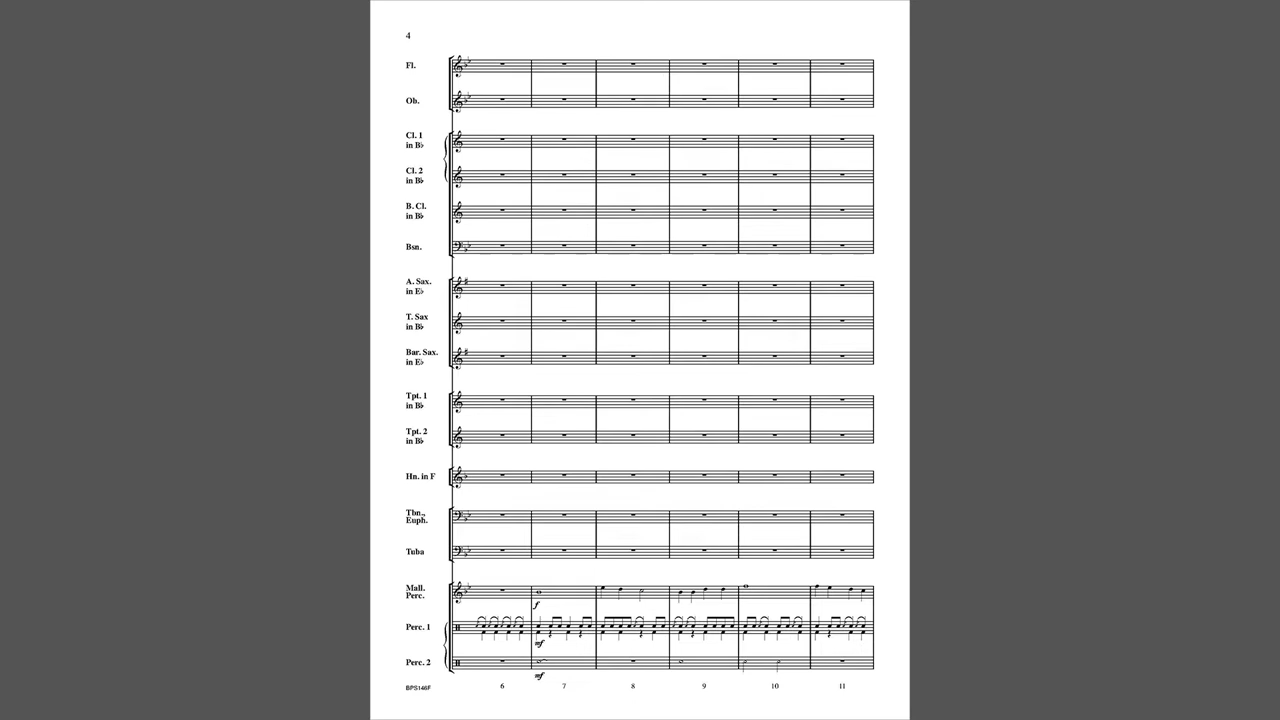 4
Fl.
Ob.
Cl. 1
in B♭
Cl. 2
in B♭
B. Cl.
in B♭
Bsn.
A. Sax.
in E♭
T. Sax
in B♭
Bar. Sax.
in E♭
Tpt. 1
in B♭
Tpt. 2
in B♭
Hn. in F
Tbn.,
Euph.
Tuba
Mall.
Perc.
f
Perc. 1
mf
Perc. 2
mf
BPS146F 6 7 8 9 10 11